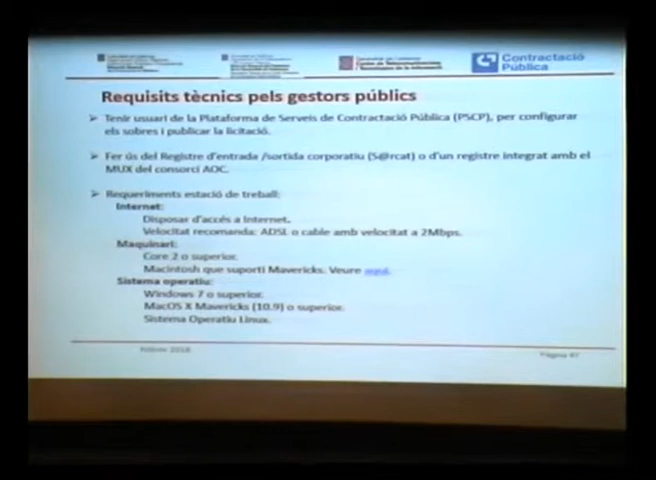 Contractació
Pública
Requisits tècnics pels gestors públics
Tenir usuari de la Plataforma de Serveis de Contractació Pública (PSCP), per configurar
els sobres i publicar la licitació.
Fer ús del Registre d'entrada /sortida corporatiu (S@rcat) o d'un registre integrat amb el
MUX del consorci AOC.
Requeriments estació de treball:
Internet:
Disposar d'accés a Internet.
Velocitat recomanda: ADSL o cable amb velocitat a 2Mbps.
Maquinari:
Core 2 o superior.
Macintosh que suporti Mavericks. Veure aquí.
Sistema operatiu:
Windows 7 o superior.
MacOS X Mavericks (10.9) o superior.
Sistema Operatiu Linux.